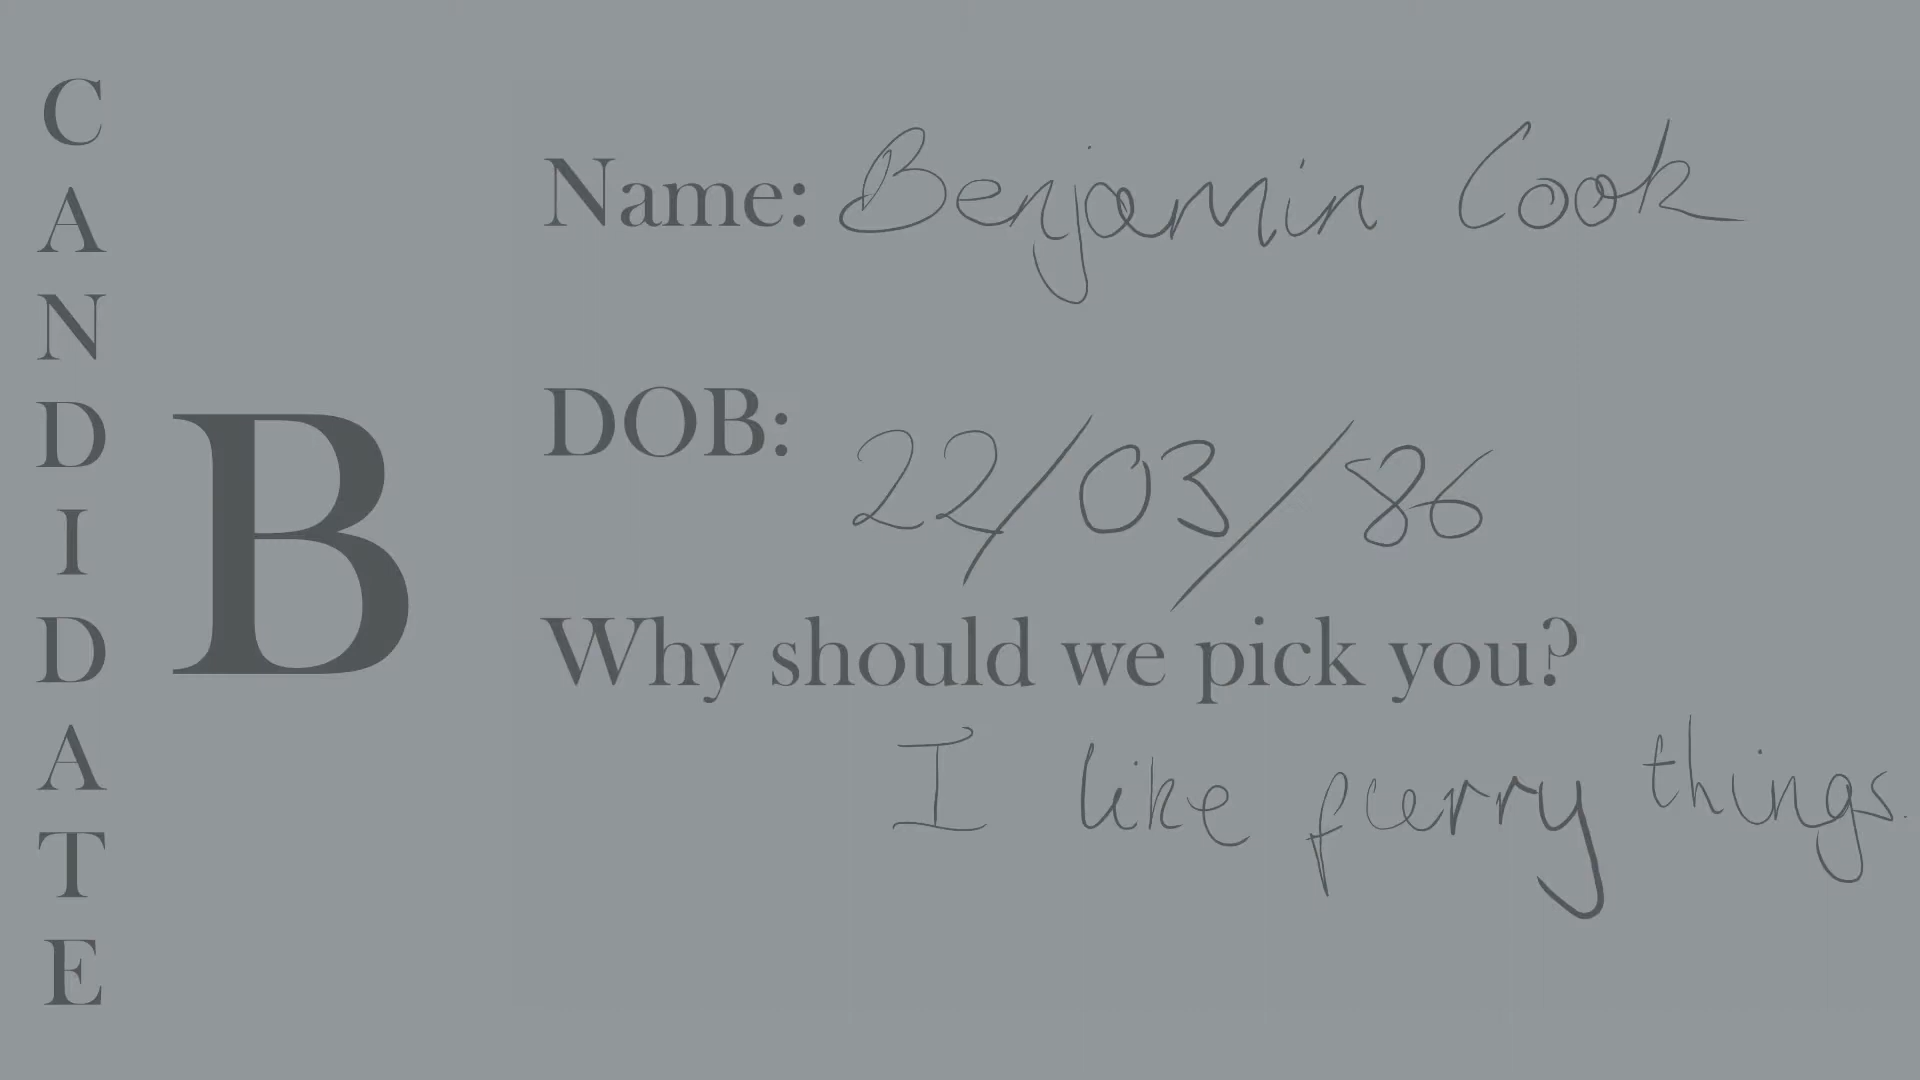 CANDIDATE
B
Name: Benjamin Cook
DOB: 22/03/86
Why should we pick you?
I like furry things.